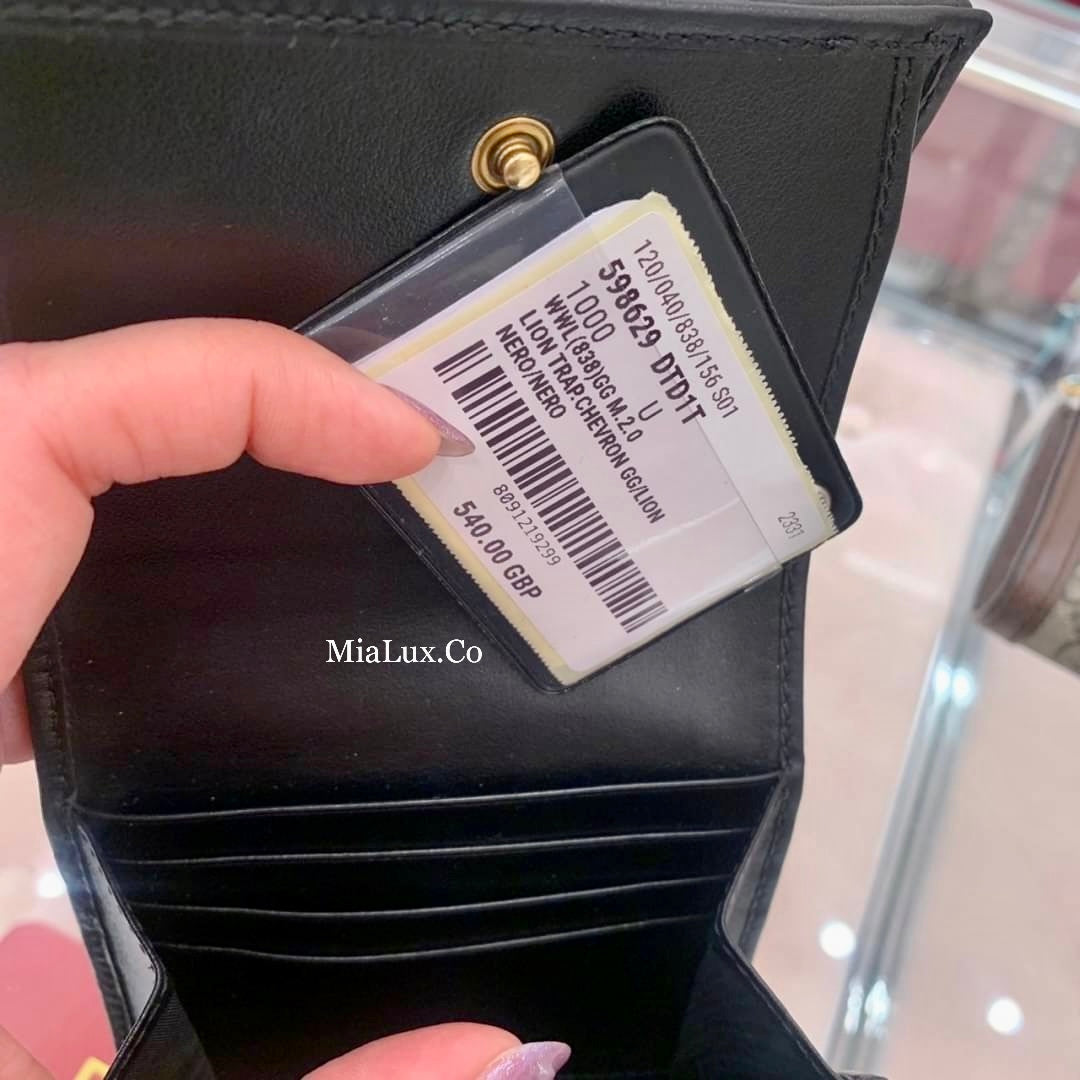 120/040/838/156 S01
598629 DTD1T
1000 U
WWL(838)GG M.2.0
LION TRAP CHEVRON GG/LION
NERO/NERO
2331
8091219299
540.00 GBP
MiaLux.Co